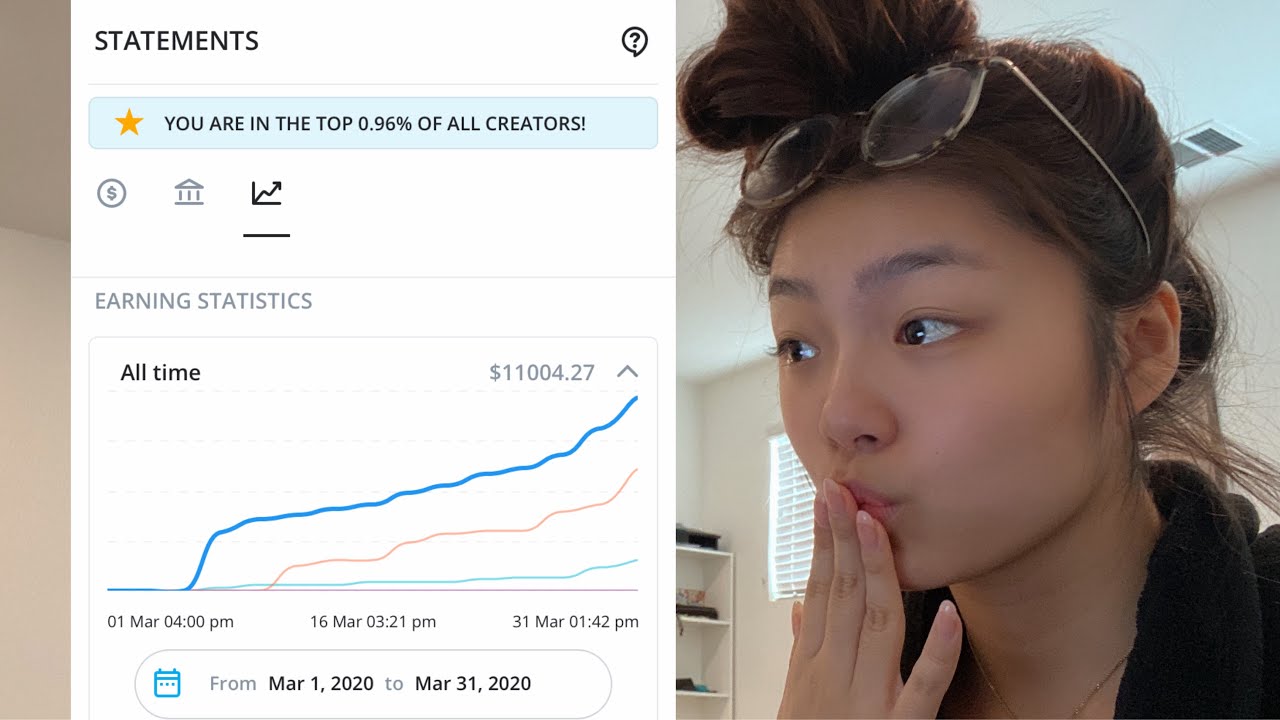 STATEMENTS
YOU ARE IN THE TOP 0.96% OF ALL CREATORS!
EARNING STATISTICS
All time $11004.27
01 Mar 04:00 pm 16 Mar 03:21 pm 31 Mar 01:42 pm
From Mar 1, 2020 to Mar 31, 2020